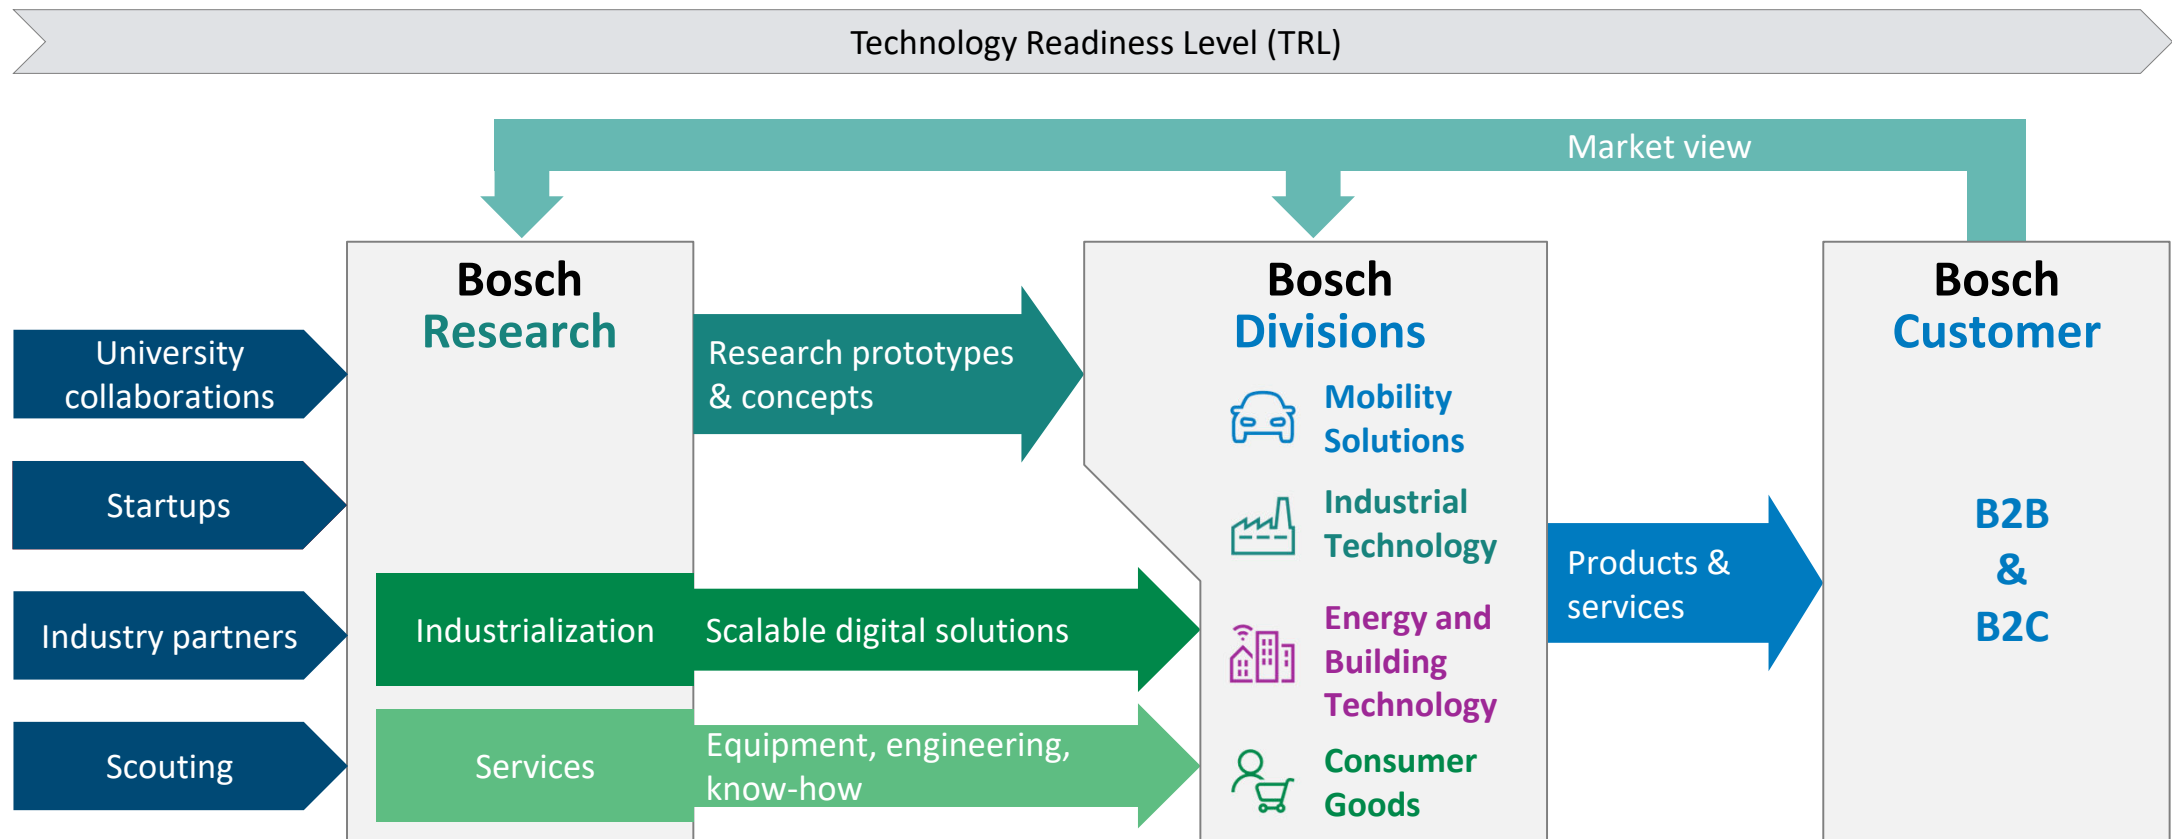 Technology Readiness Level (TRL)
Market view
University
collaborations
Startups
Industry partners
Scouting
Bosch
Research
Industrialization
Services
Research prototypes
& concepts
Scalable digital solutions
Equipment, engineering,
know-how
Bosch
Divisions
Mobility
Solutions
Industrial
Technology
Energy and
Building
Technology
Consumer
Goods
Products &
services
Bosch
Customer
B2B
&
B2C